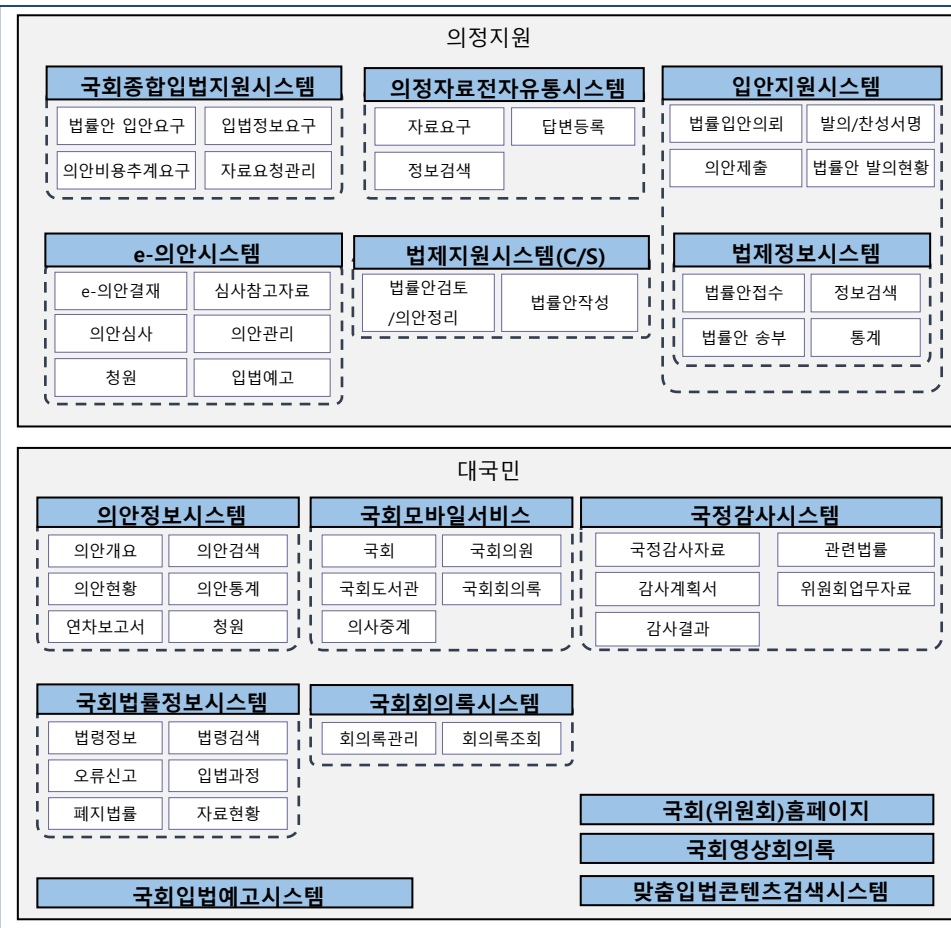 의정지원
국회종합입법지원시스템
법률안 입안요구
입법정보요구
의안비용추계요구
자료요청관리
의정자료전자유통시스템
자료요구
답변등록
정보검색
입안지원시스템
법률입안의뢰
발의/찬성서명
의안제출
법률안 발의현황
e-의안시스템
e-의안결재
심사참고자료
의안심사
의안관리
청원
입법예고
법제지원시스템(C/S)
법률안검토
/의안정리
법률안작성
법제정보시스템
법률안접수
정보검색
법률안 송부
통계
대국민
의안정보시스템
의안개요
의안검색
의안현황
의안통계
연차보고서
청원
국회모바일서비스
국회
국회의원
국회도서관
국회회의록
의사중계
국정감사시스템
국정감사자료
관련법률
감사계획서
위원회업무자료
감사결과
국회법률정보시스템
법령정보
법령검색
오류신고
입법과정
폐지법률
자료현황
국회회의록시스템
회의록관리
회의록조회
국회(위원회)홈페이지
국회영상회의록
맞춤입법콘텐츠검색시스템
국회입법예고시스템